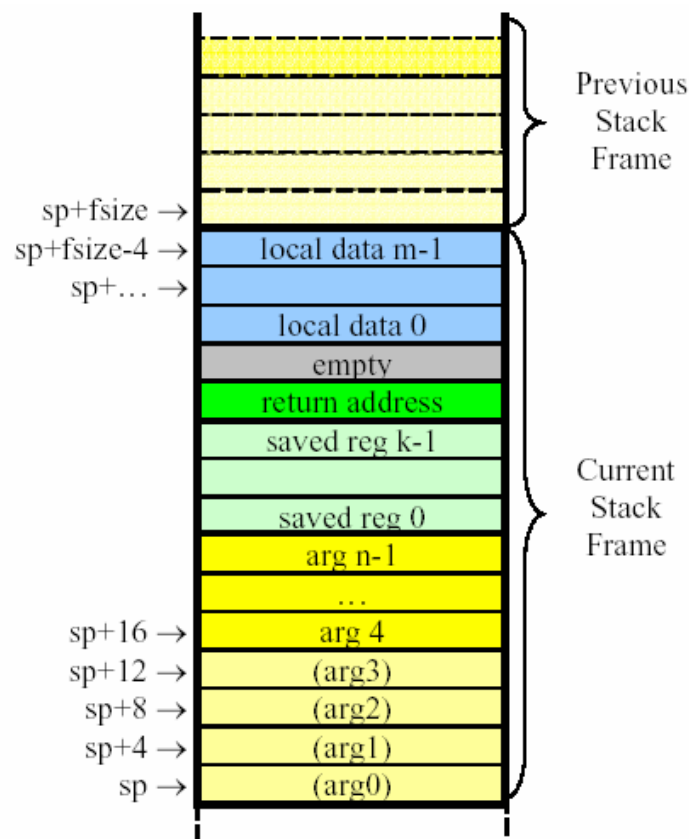 Previous
Stack
Frame
sp+fsize →
sp+fsize-4 →
local data m-1
sp+… →
local data 0
empty
return address
saved reg k-1
saved reg 0
Current
Stack
Frame
arg n-1
…
sp+16 →
arg 4
sp+12 →
(arg3)
sp+8 →
(arg2)
sp+4 →
(arg1)
sp →
(arg0)